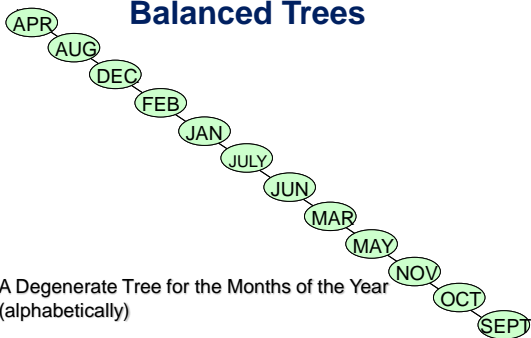 Balanced Trees
APR
AUG
DEC
FEB
JAN
JULY
JUN
MAR
MAY
NOV
OCT
SEPT
A Degenerate Tree for the Months of the Year
(alphabetically)